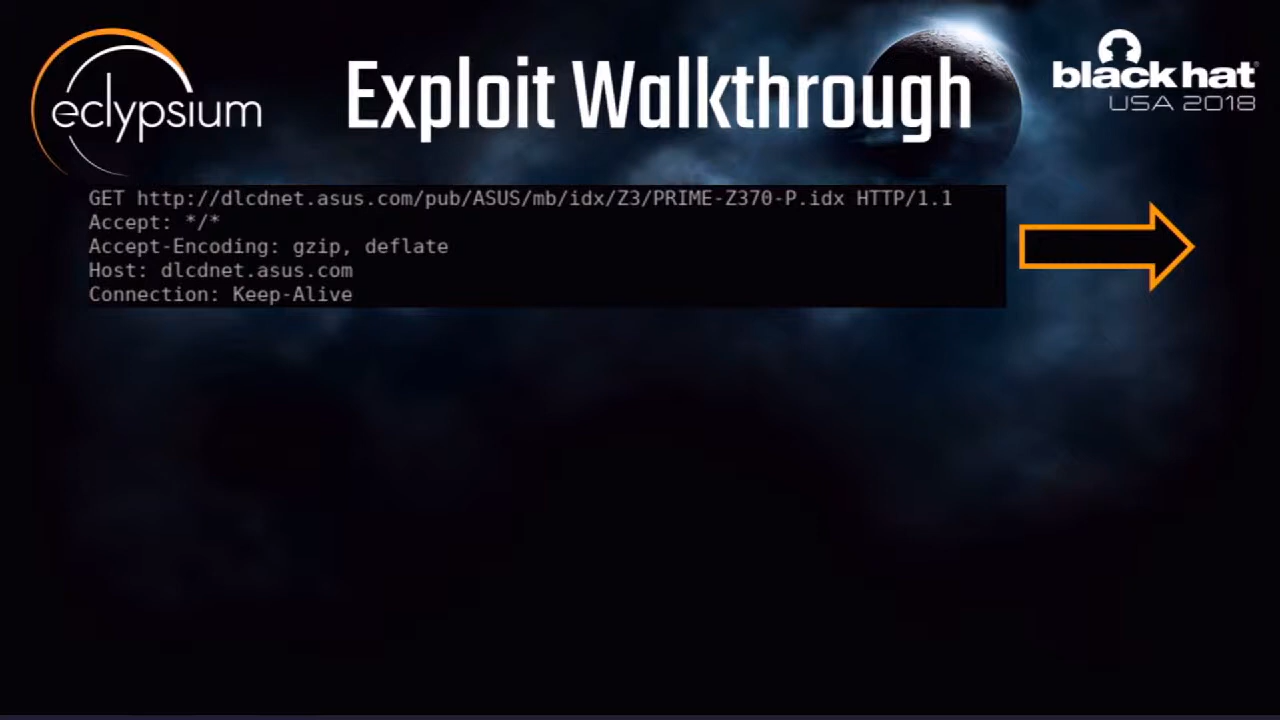 eclypsium
Exploit Walkthrough
black hat®
USA 2018
GET http://dlcdnet.asus.com/pub/ASUS/mb/idx/Z3/PRIME-Z370-P.idx HTTP/1.1
Accept: */*
Accept-Encoding: gzip, deflate
Host: dlcdnet.asus.com
Connection: Keep-Alive